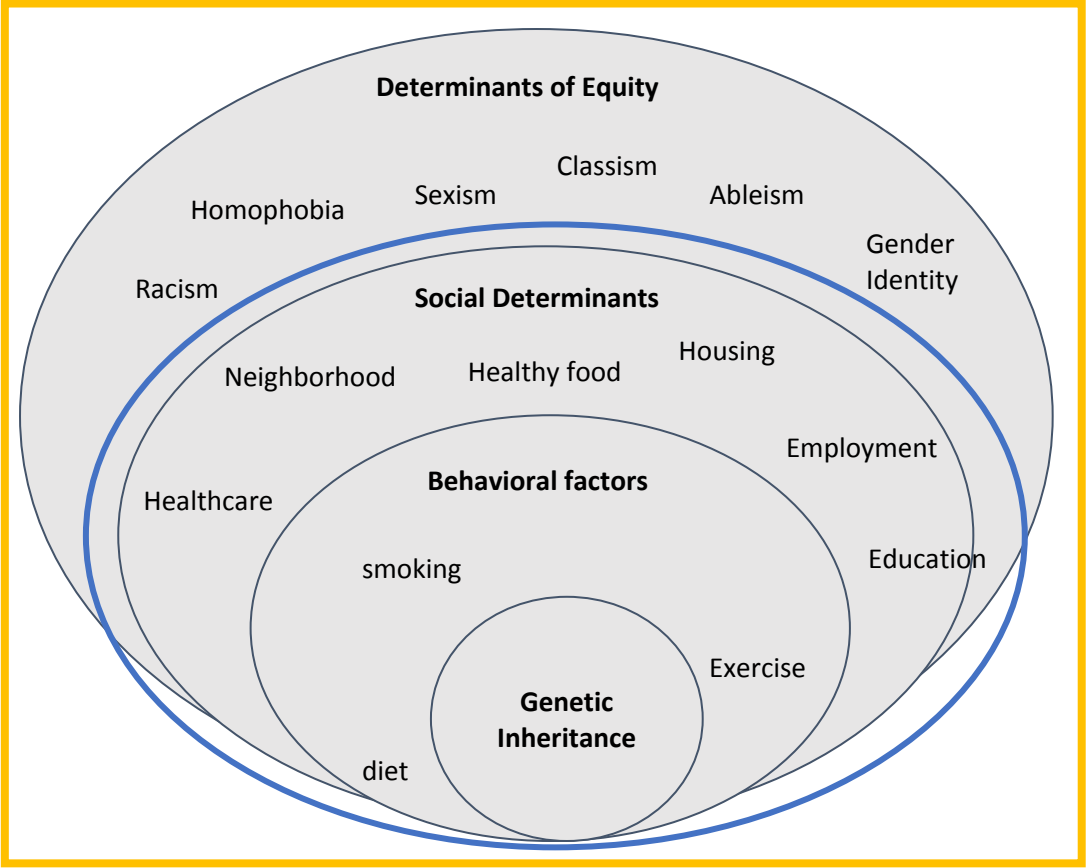 Determinants of Equity
Classism
Sexism
Ableism
Homophobia
Gender
Identity
Racism
Social Determinants
Housing
Healthy food
Neighborhood
Employment
Behavioral factors
Healthcare
Education
smoking
Exercise
Genetic
Inheritance
diet